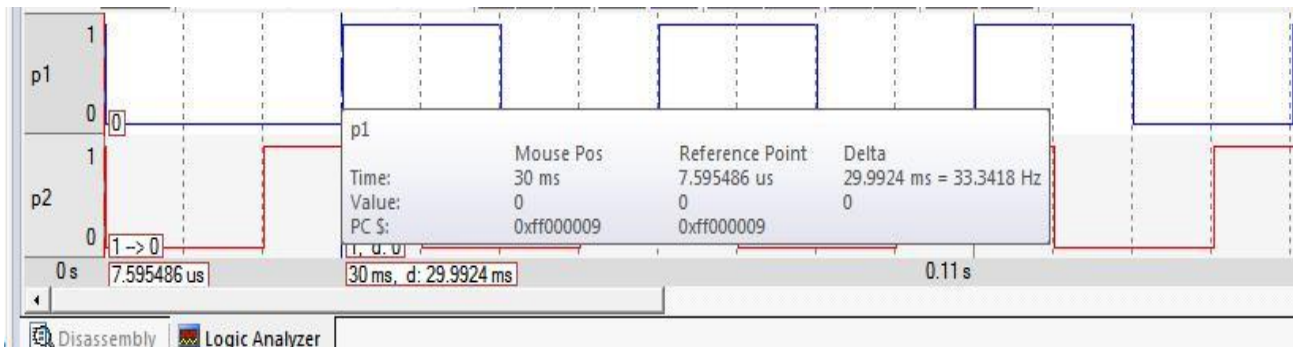 1
p1
0
0
1
p2
0
1 --> 0
p1
Mouse Pos Reference Point Delta
Time: 30 ms 7.595486 us 29.9924 ms = 33.3418 Hz
Value: 0 0 0
PC $: 0xff000009 0xff000009
1, d: 0
0 s 7.595486 us 30 ms, d: 29.9924 ms 0.11 s
Disassembly Logic Analyzer